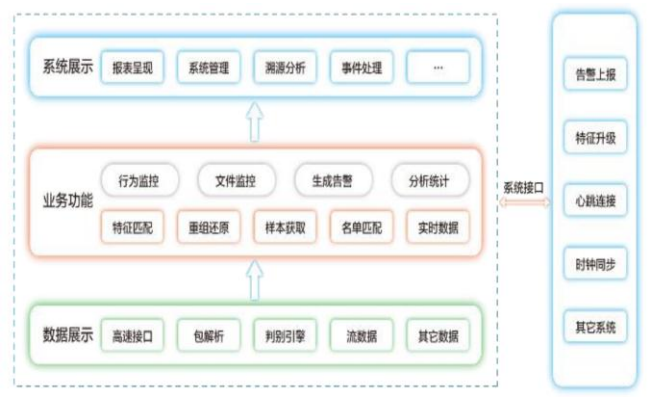 系统展示
报表呈现
系统管理
溯源分析
事件处理
...
业务功能
行为监控
文件监控
生成告警
分析统计
特征匹配
重组还原
样本获取
名单匹配
实时数据
数据展示
高速接口
包解析
判别引擎
流数据
其它数据
系统接口
告警上报
特征升级
心跳连接
时钟同步
其它系统